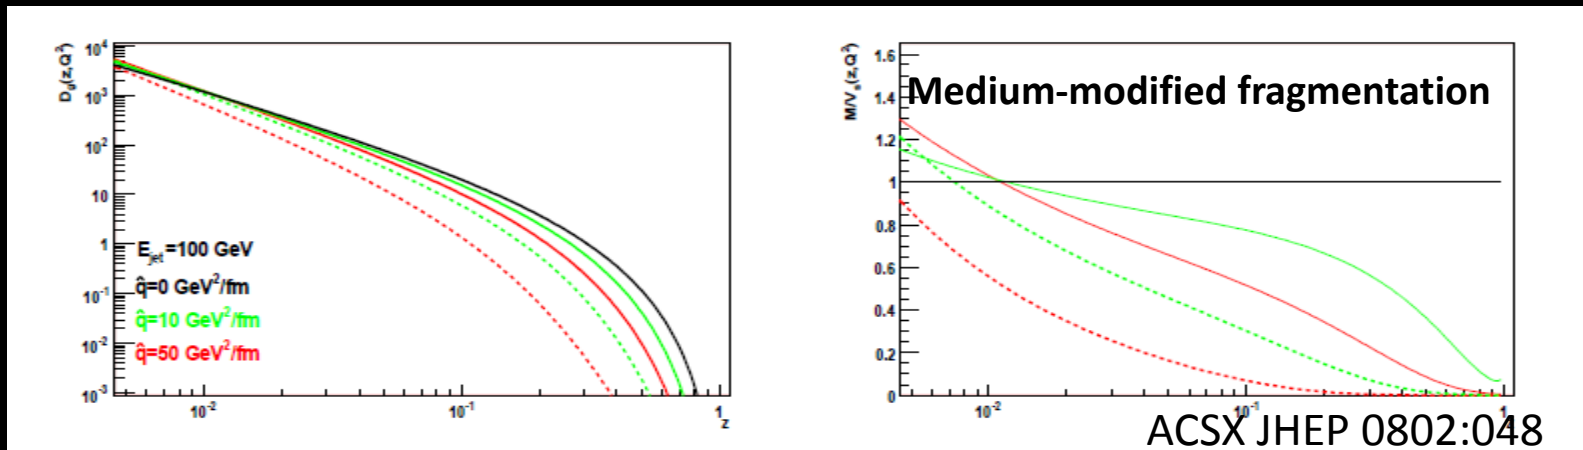 D_g(z,Q²)
10⁴
10³
10²
10
1
10⁻¹
10⁻²
10⁻³
E_jet=100 GeV
q̂=0 GeV²/fm
q̂=10 GeV²/fm
q̂=50 GeV²/fm
10⁻² 10⁻¹ 1
z
Medium-modified fragmentation
1.6
1.4
1.2
1
0.8
0.6
0.4
0.2
0
10⁻² 10⁻¹ 1
ACSX JHEP 0802:048